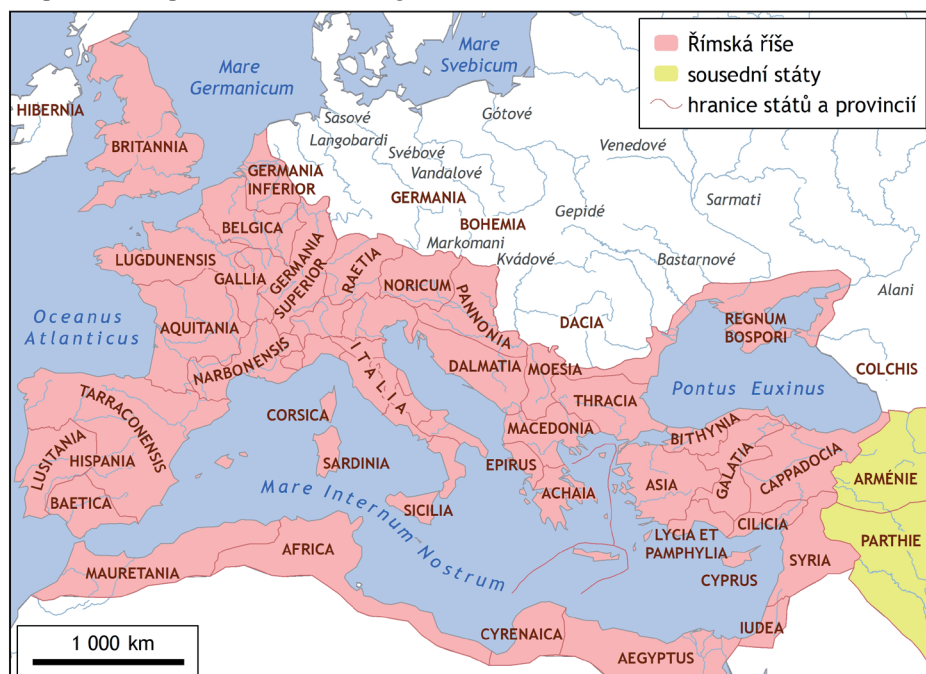 Římská říše
sousední státy
hranice států a provincií
Mare
Germanicum
Mare
Svebicum
HIBERNIA
BRITANNIA
Sasové
Langobardi
Gótové
Svébové
Vandalové
Venedové
GERMANIA
INFERIOR
GERMANIA
BOHEMIA
Gepidé
Sarmati
BELGICA
Markomani
Kvádové
Bastarnové
Alani
LUGDUNENSIS
GALLIA
GERMANIA
SUPERIOR
RAETIA
NORICUM
PANNONIA
Oceanus
Atlanticus
AQUITANIA
NARBONENSIS
ITALIA
DALMATIA
MOESIA
DACIA
REGNUM
BOSPORI
COLCHIS
Pontus Euxinus
TARRACONENSIS
LUSITANIA
HISPANIA
BAETICA
CORSICA
SARDINIA
THRACIA
MACEDONIA
BITHYNIA
EPIRUS
ACHAIA
ASIA
GALATIA
CAPPADOCIA
ARMÉNIE
Mare Internum Nostrum
SICILIA
LYCIA ET
PAMPHYLIA
CILICIA
PARTHIE
MAURETANIA
AFRICA
CYPRUS
SYRIA
CYRENAICA
IUDEA
AEGYPTUS
1 000 km